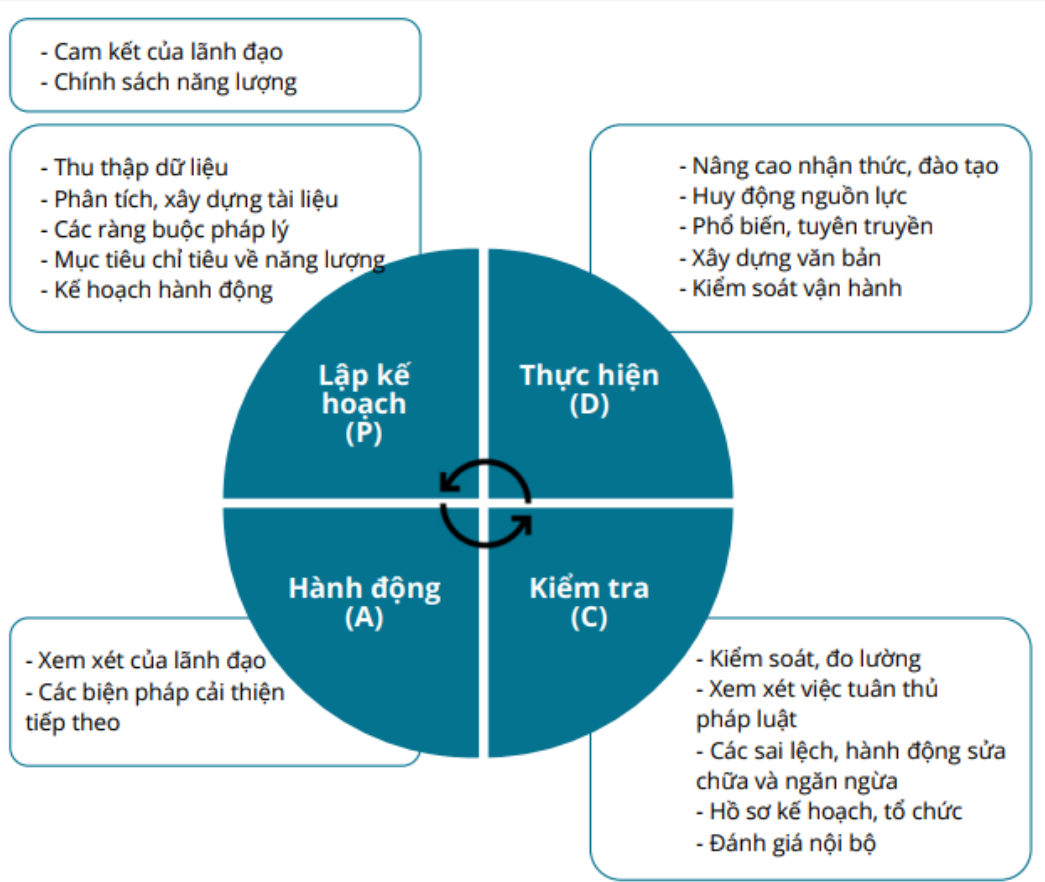 - Cam kết của lãnh đạo
- Chính sách năng lượng
- Thu thập dữ liệu
- Phân tích, xây dựng tài liệu
- Các ràng buộc pháp lý
- Mục tiêu chỉ tiêu về năng lượng
- Kế hoạch hành động
- Nâng cao nhận thức, đào tạo
- Huy động nguồn lực
- Phổ biến, tuyên truyền
- Xây dựng văn bản
- Kiểm soát vận hành
Lập kế
hoạch
(P)
Thực hiện
(D)
Hành động
(A)
Kiểm tra
(C)
- Xem xét của lãnh đạo
- Các biện pháp cải thiện
tiếp theo
- Kiểm soát, đo lường
- Xem xét việc tuân thủ
pháp luật
- Các sai lệch, hành động sửa
chữa và ngăn ngừa
- Hồ sơ kế hoạch, tổ chức
- Đánh giá nội bộ